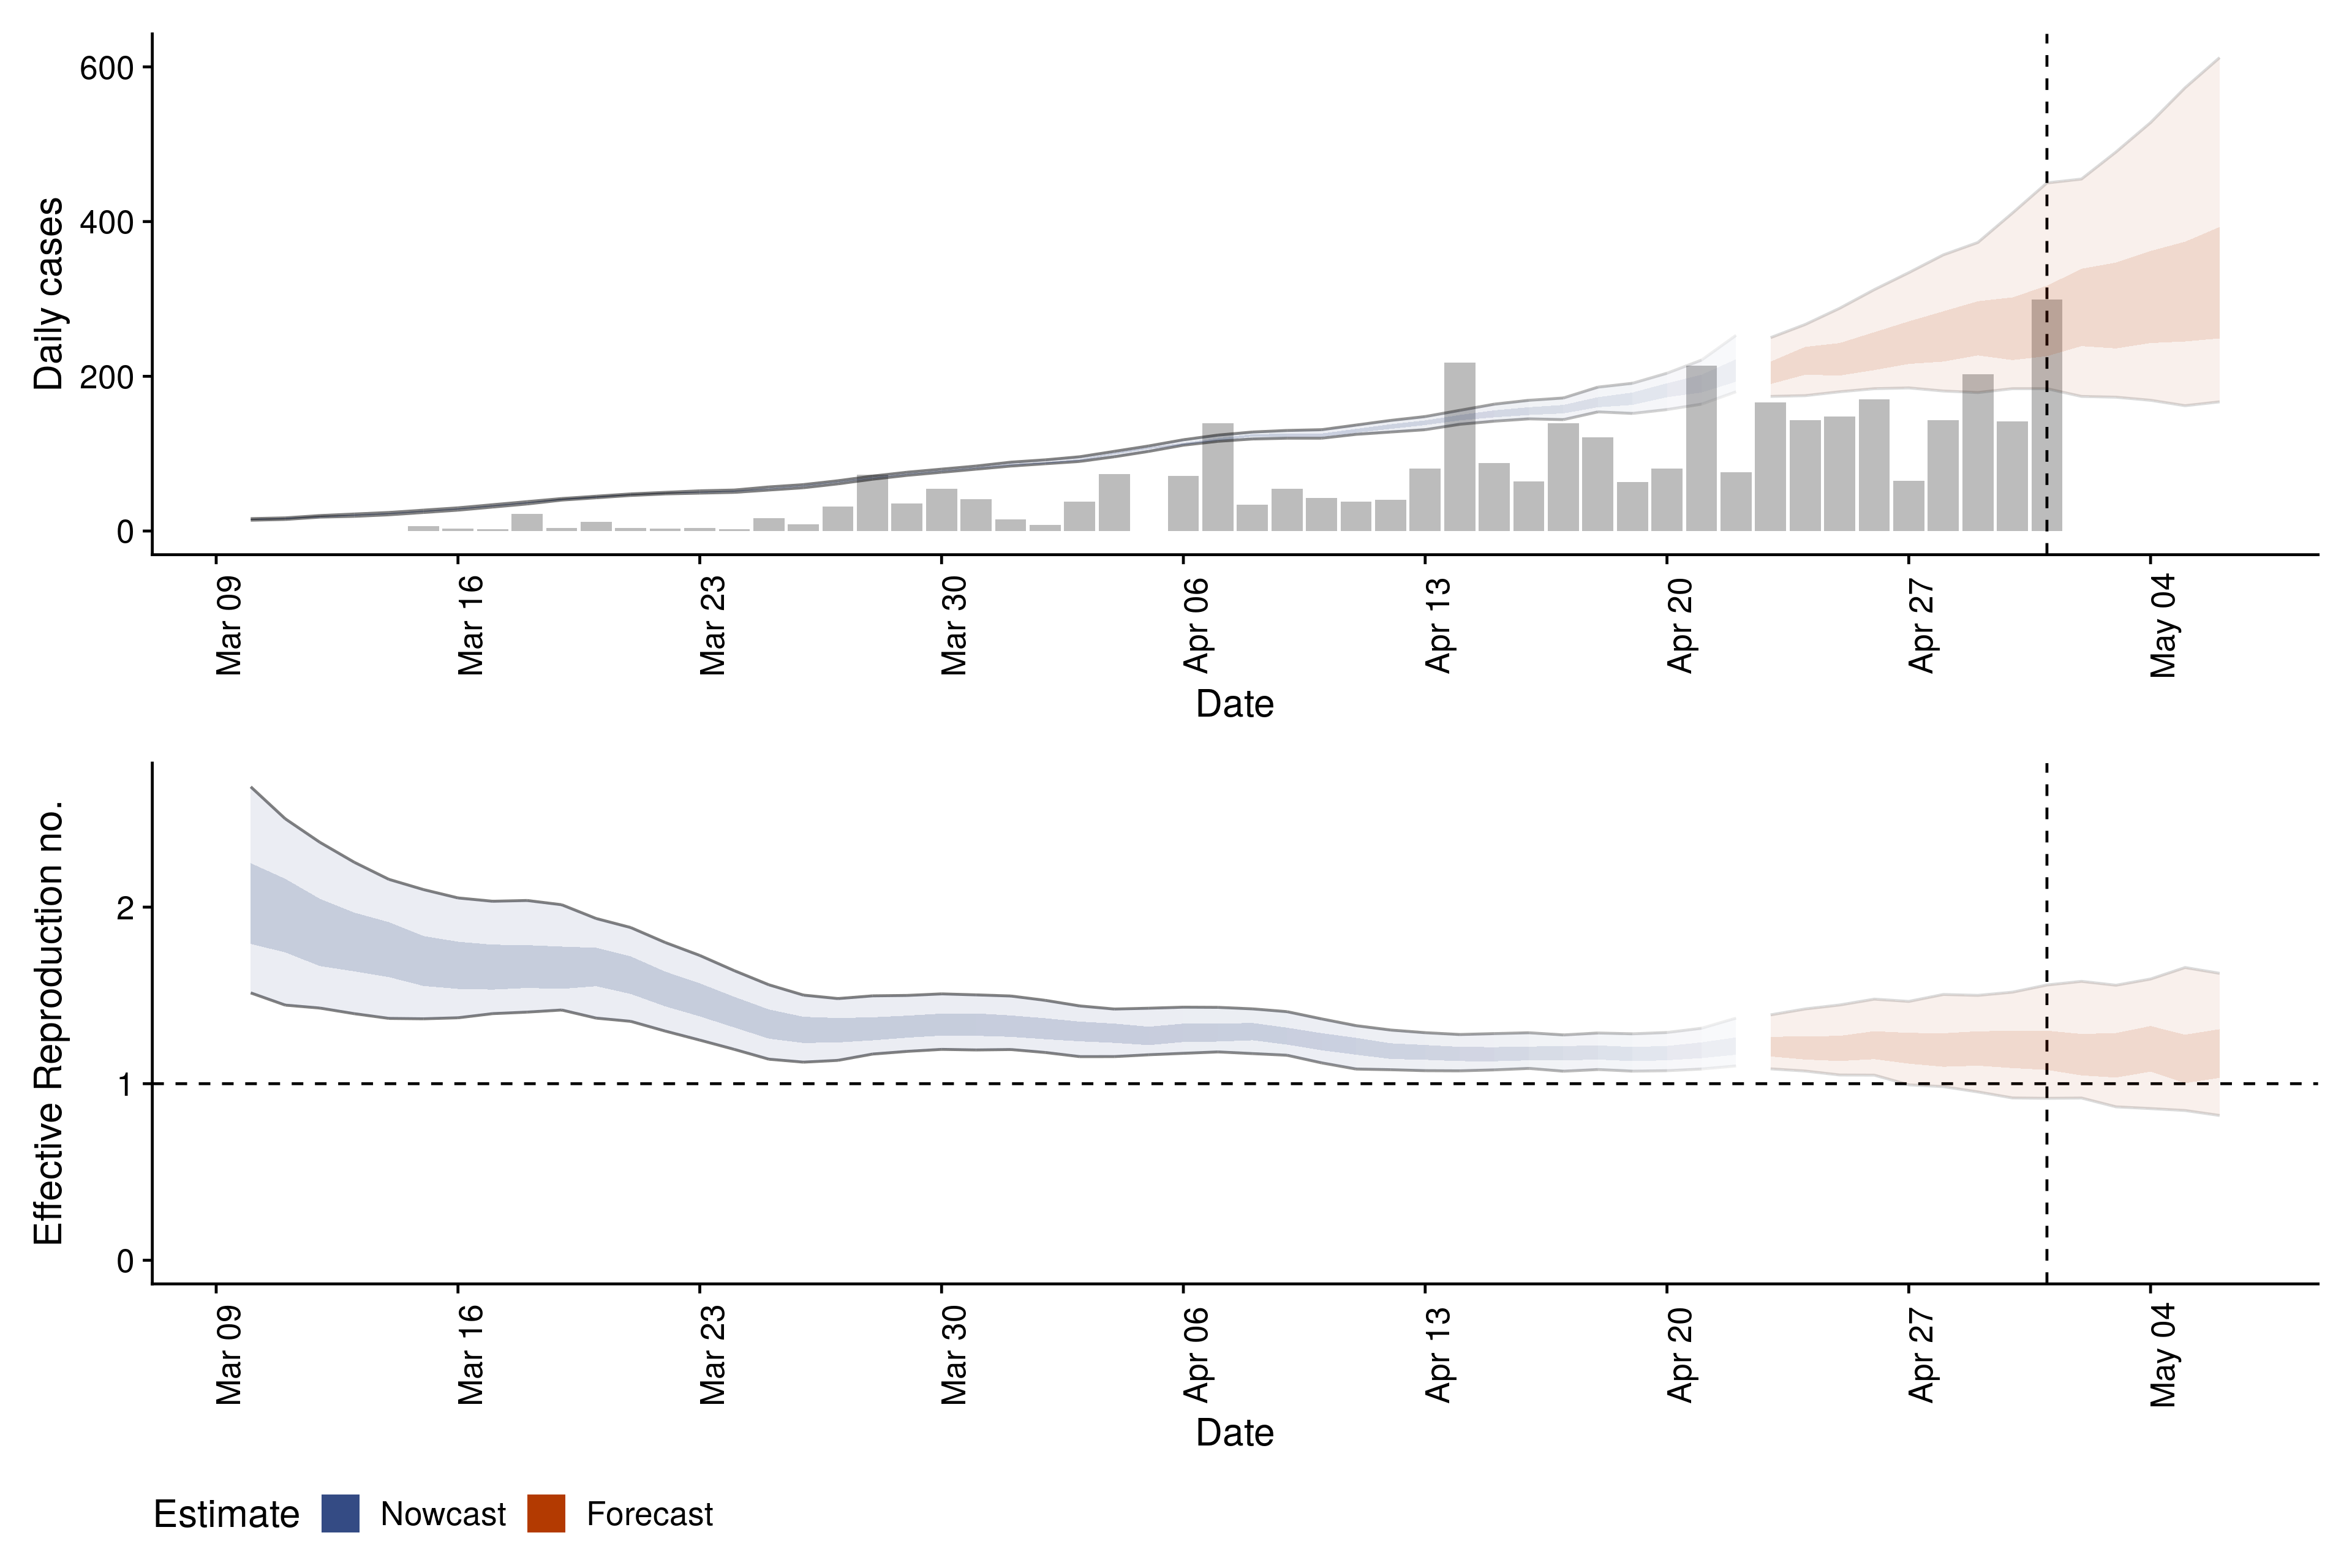 600
400
200
0
Daily cases
Mar 09
Mar 16
Mar 23
Mar 30
Apr 06
Apr 13
Apr 20
Apr 27
May 04
Date
2
1
0
Effective Reproduction no.
Mar 09
Mar 16
Mar 23
Mar 30
Apr 06
Apr 13
Apr 20
Apr 27
May 04
Date
Estimate Nowcast Forecast